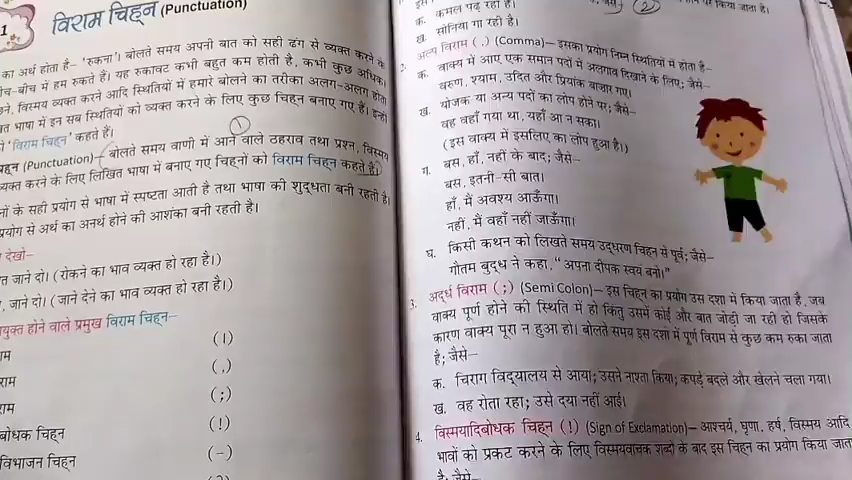 1
विराम चिह्न (Punctuation)
का अर्थ होता है– 'रुकना'। बोलते समय अपनी बात को सही ढंग से व्यक्त करने के
बीच-बीच में हम रुकते हैं। यह रुकावट कभी बहुत कम होती है, कभी कुछ अधिक।
विस्मय व्यक्त करने आदि स्थितियों में हमारे बोलने का तरीका अलग-अलग होता
भाषा में इन सब स्थितियों को व्यक्त करने के लिए कुछ चिह्न बनाए गए हैं। इन्हीं
'विराम चिह्न' कहते हैं।
1
(Punctuation)– बोलते समय वाणी में आने वाले ठहराव तथा प्रश्न, विस्मय
व्यक्त करने के लिए लिखित भाषा में बनाए गए चिह्नों को विराम चिह्न कहते हैं।
के सही प्रयोग से भाषा में स्पष्टता आती है तथा भाषा की शुद्धता बनी रहती है।
प्रयोग से अर्थ का अनर्थ होने की आशंका बनी रहती है।
देखो–
जाने दो। (रोकने का भाव व्यक्त हो रहा है।)
, जाने दो। (जाने देने का भाव व्यक्त हो रहा है।)
प्रयुक्त होने वाले प्रमुख विराम चिह्न–
(।)
(,)
(;)
बोधक चिह्न (!)
विभाजन चिह्न (-)
2
पर किया जाता है।
क. कमल पढ़ रहा है।
ख. सोनिया गा रही है।
अल्प विराम (,) (Comma)– इसका प्रयोग निम्न स्थितियों में होता है–
क. वाक्य में आए एक समान पदों में अलगाव दिखाने के लिए; जैसे–
वरुण, श्याम, उदित और प्रियांक बाजार गए।
ख. योजक या अन्य पदों का लोप होने पर; जैसे–
वह वहाँ गया था, यहाँ आ न सका।
(इस वाक्य में इसलिए का लोप हुआ है।)
ग. बस, हाँ, नहीं के बाद; जैसे–
बस, इतनी-सी बात।
हाँ, मैं अवश्य आऊँगा।
नहीं, मैं वहाँ नहीं जाऊँगा।
घ. किसी कथन को लिखते समय उद्धरण चिह्न से पूर्व; जैसे–
गौतम बुद्ध ने कहा, "अपना दीपक स्वयं बनो।"
3. अर्द्ध विराम (;) (Semi Colon)– इस चिह्न का प्रयोग उस दशा में किया जाता है, जब
वाक्य पूर्ण होने की स्थिति में हो किंतु उसमें कोई और बात जोड़ी जा रही हो जिसके
कारण वाक्य पूरा न हुआ हो। बोलते समय इस दशा में पूर्ण विराम से कुछ कम रुका जाता
है; जैसे–
क. चिराग विद्यालय से आया; उसने नाश्ता किया; कपड़े बदले और खेलने चला गया।
ख. वह रोता रहा; उसे दया नहीं आई।
4. विस्मयादिबोधक चिह्न (!) (Sign of Exclamation)– आश्चर्य, घृणा, हर्ष, विस्मय आदि
भावों को प्रकट करने के लिए विस्मयवाचक शब्दों के बाद इस चिह्न का प्रयोग किया जाता
है; जैसे–